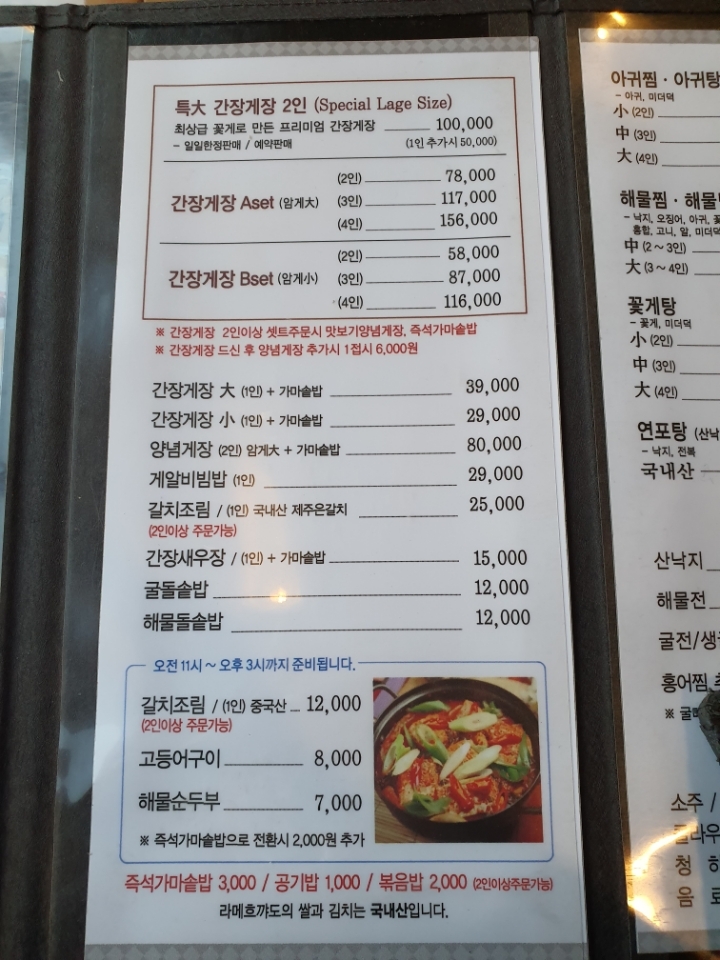 특大 간장게장 2인 (Special Lage Size)
최상급 꽃게로 만든 프리미엄 간장게장 100,000
- 일일한정판매 / 예약판매 (1인 추가시 50,000)
간장게장 Aset (암게大)
(2인) 78,000
(3인) 117,000
(4인) 156,000
간장게장 Bset (암게小)
(2인) 58,000
(3인) 87,000
(4인) 116,000
※ 간장게장 2인이상 셋트주문시 맛보기양념게장, 즉석가마솥밥
※ 간장게장 드신 후 양념게장 추가시 1접시 6,000원
간장게장 大 (1인) + 가마솥밥 39,000
간장게장 小 (1인) + 가마솥밥 29,000
양념게장 (2인) 암게大 + 가마솥밥 80,000
게알비빔밥 (1인) 29,000
갈치조림 / (1인) 국내산 제주은갈치 25,000
(2인이상 주문가능)
간장새우장 / (1인) + 가마솥밥 15,000
굴돌솥밥 12,000
해물돌솥밥 12,000
오전 11시 ~ 오후 3시까지 준비됩니다.
갈치조림 / (1인) 중국산 12,000
(2인이상 주문가능)
고등어구이 8,000
해물순두부 7,000
※ 즉석가마솥밥으로 전환시 2,000원 추가
즉석가마솥밥 3,000 / 공기밥 1,000 / 볶음밥 2,000 (2인이상주문가능)
라메흐꺄도의 쌀과 김치는 국내산입니다.
아귀찜 · 아귀탕
- 아귀, 미더덕
小 (2인)
中 (3인)
大 (4인)
해물찜 · 해물
- 낙지, 오징어, 아귀,
홍합, 고니, 알, 미더덕
中 (2~3인)
大 (3~4인)
꽃게탕
- 꽃게, 미더덕
小 (2인)
中 (3인)
大 (4인)
연포탕 (산낙
- 낙지, 전복
국내산
산낙지
해물전
굴전/생
홍어찜
※ 굴
소주 /
청 하
음 료